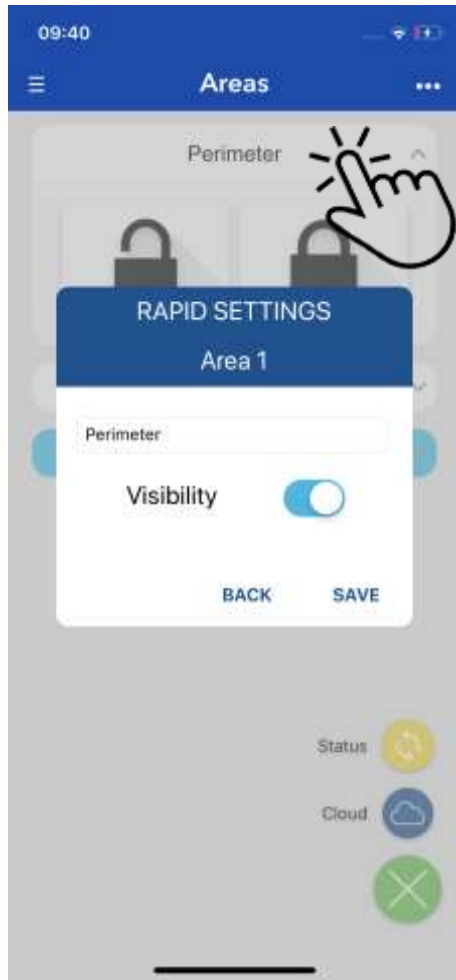 09:40
Areas
Perimeter
RAPID SETTINGS
Area 1
Perimeter
Visibility
BACK SAVE
Status
Cloud